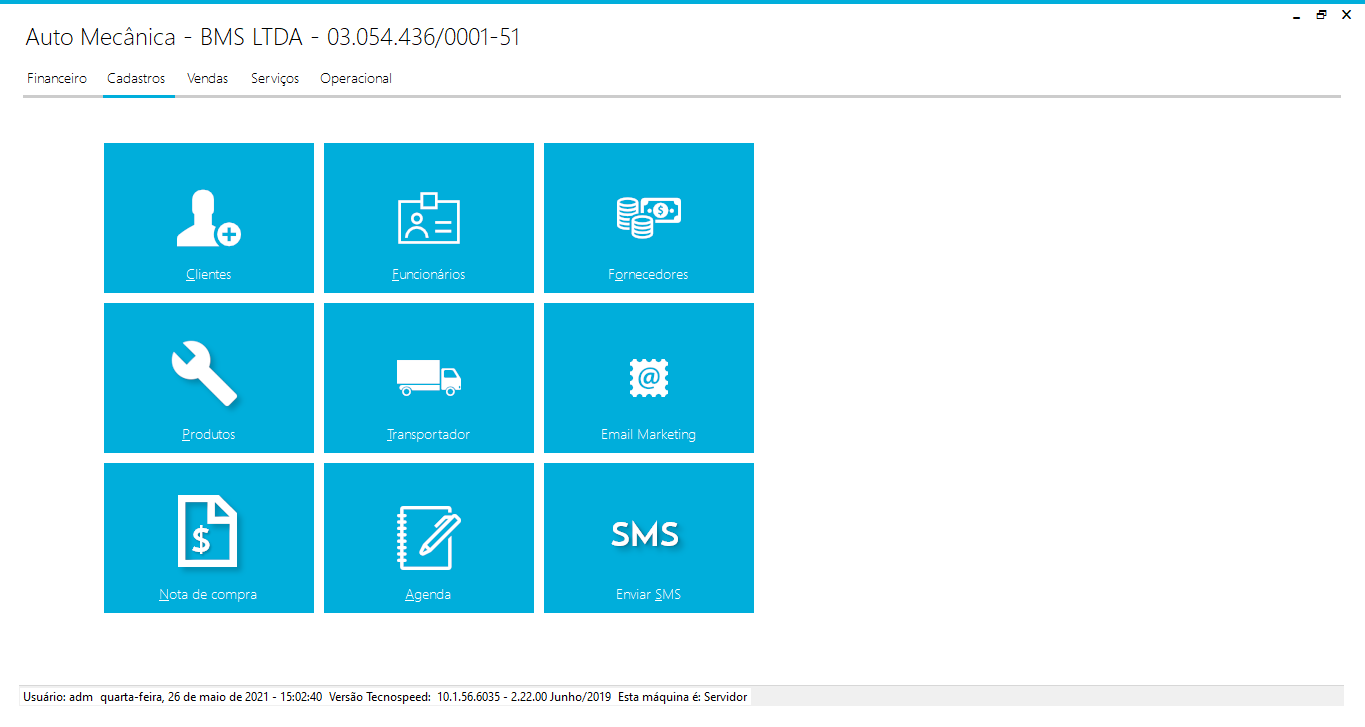 Auto Mecânica - BMS LTDA - 03.054.436/0001-51
Financeiro Cadastros Vendas Serviços Operacional
Clientes Funcionários Fornecedores
Produtos Transportador Email Marketing
SMS
Nota de compra Agenda Enviar SMS
Usuário: adm quarta-feira, 26 de maio de 2021 - 15:02:40 Versão Tecnospeed: 10.1.56.6035 - 2.22.00 Junho/2019 Esta máquina é: Servidor